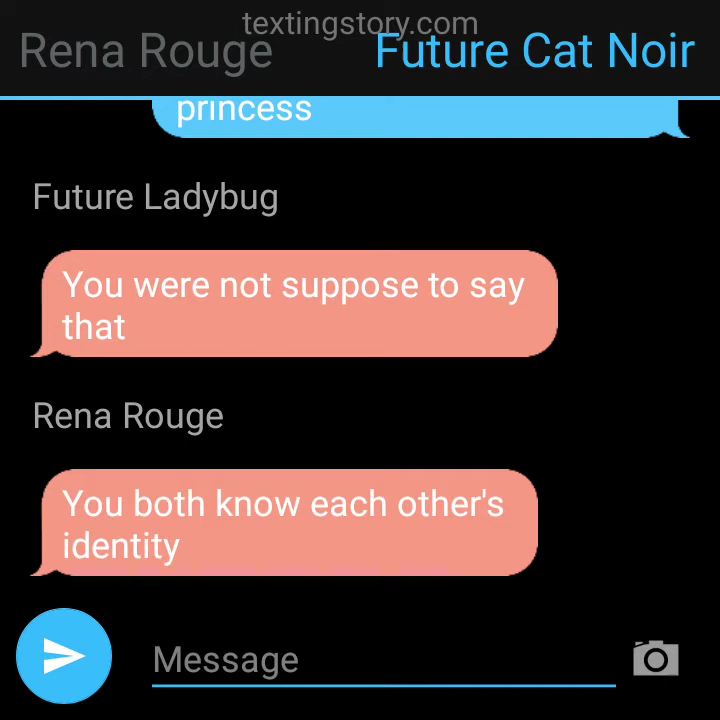 textingstory.com
Rena Rouge Future Cat Noir
princess
Future Ladybug
You were not suppose to say
that
Rena Rouge
You both know each other's
identity
Message